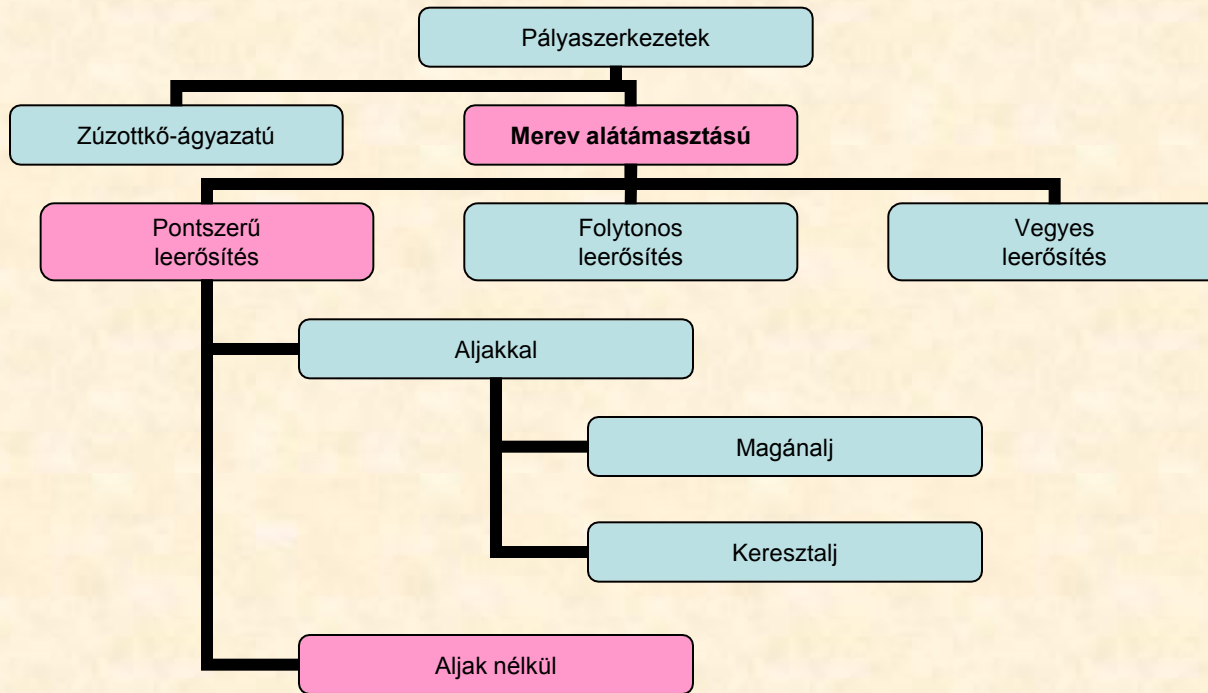 Pályaszerkezetek
Zúzottkő-ágyazatú
Merev alátámasztású
Pontszerű
leerősítés
Folytonos
leerősítés
Vegyes
leerősítés
Aljakkal
Magánalj
Keresztalj
Aljak nélkül